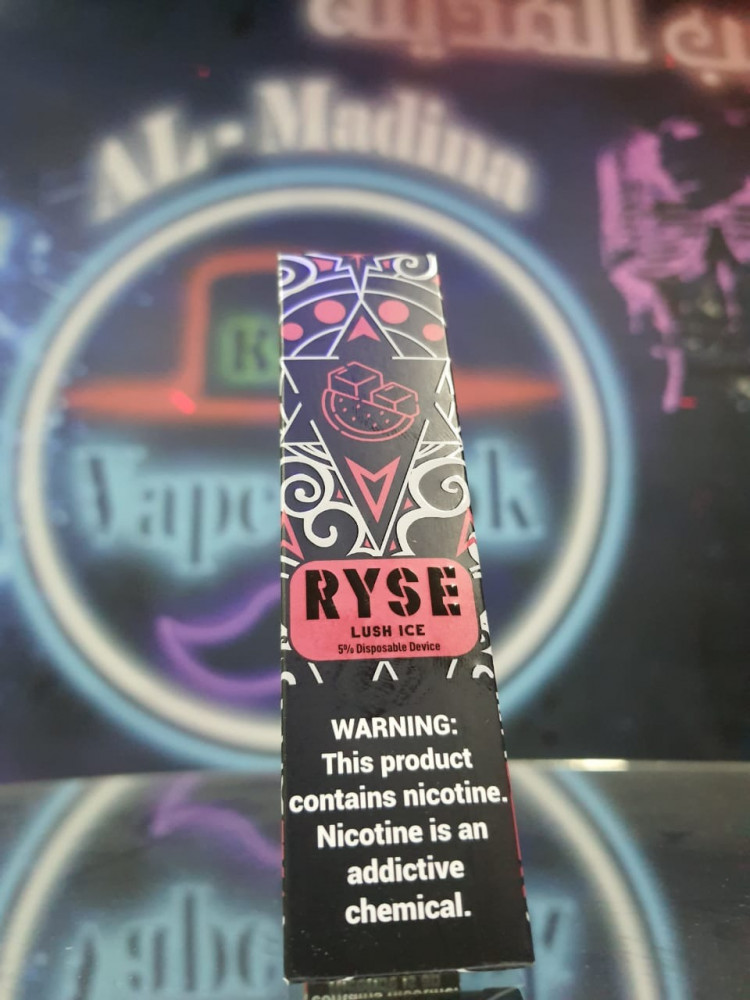 AL-Madina
K
RYSE
LUSH ICE
5% Disposable Device
WARNING:
This product
contains nicotine.
Nicotine is an
addictive
chemical.